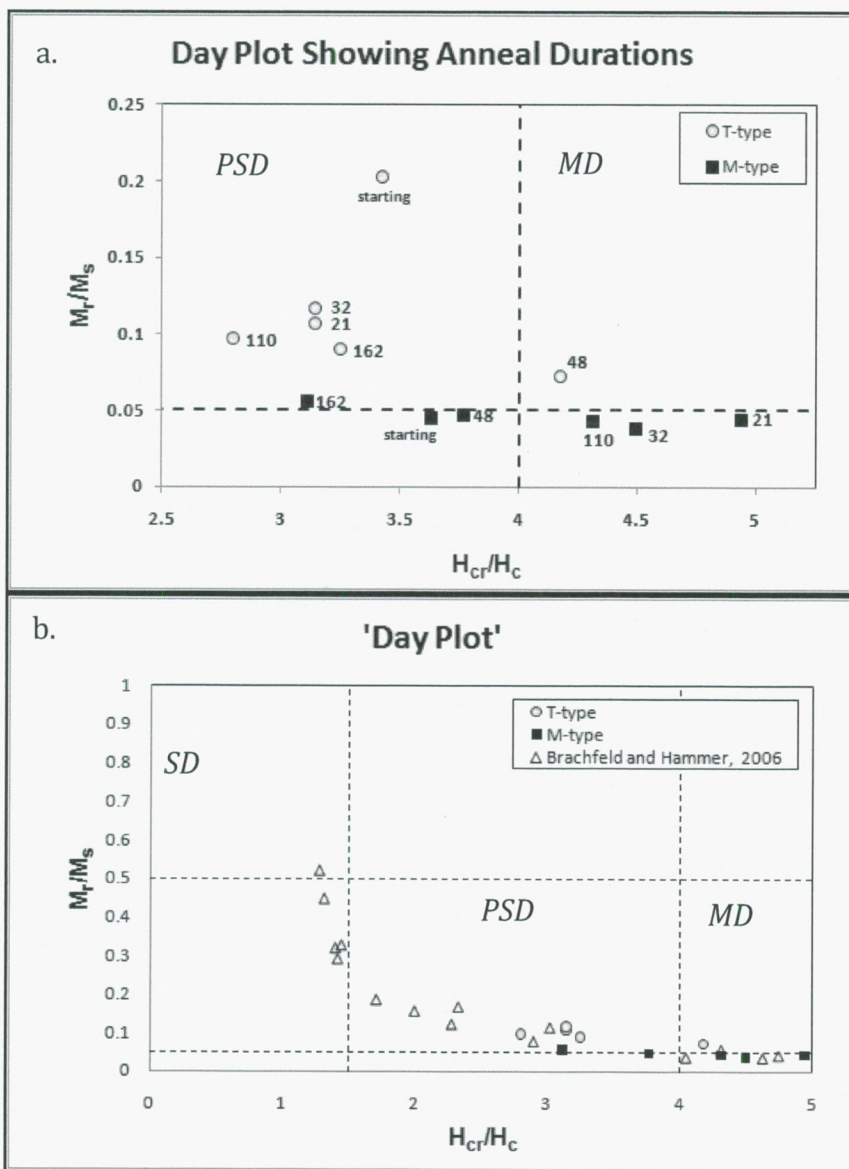 a.
Day Plot Showing Anneal Durations
0.25
0.2
0.15
0.1
0.05
0
Mr/Ms
PSD
MD
T-type
M-type
starting
32
21
110
162
48
162
starting
48
110
32
21
2.5
3
3.5
4
4.5
5
Hcr/Hc
b.
'Day Plot'
1
0.9
0.8
0.7
0.6
0.5
0.4
0.3
0.2
0.1
0
Mr/Ms
T-type
M-type
Brachfeld and Hammer, 2006
SD
PSD
MD
0
1
2
3
4
5
Hcr/Hc